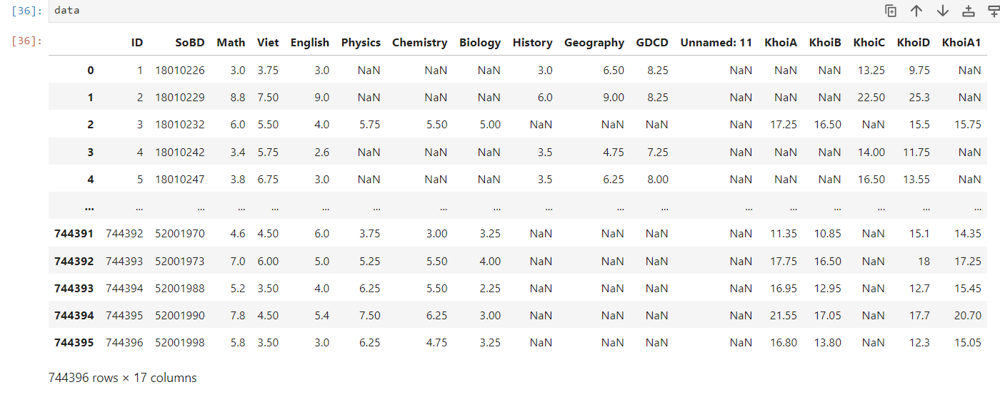 [36]: data
[36]:
ID SoBD Math Viet English Physics Chemistry Biology History Geography GDCD Unnamed: 11 KhoiA KhoiB KhoiC KhoiD KhoiA1
0 1 18010226 3.0 3.75 3.0 NaN NaN NaN 3.0 6.50 8.25 NaN NaN NaN 13.25 9.75 NaN
1 2 18010229 8.8 7.50 9.0 NaN NaN NaN 6.0 9.00 8.25 NaN NaN NaN 22.50 25.3 NaN
2 3 18010232 6.0 5.50 4.0 5.75 5.50 5.00 NaN NaN NaN NaN 17.25 16.50 NaN 15.5 15.75
3 4 18010242 3.4 5.75 2.6 NaN NaN NaN 3.5 4.75 7.25 NaN NaN NaN 14.00 11.75 NaN
4 5 18010247 3.8 6.75 3.0 NaN NaN NaN 3.5 6.25 8.00 NaN NaN NaN 16.50 13.55 NaN
... ... ... ... ... ... ... ... ... ... ... ... ... ... ... ... ... ...
744391 744392 52001970 4.6 4.50 6.0 3.75 3.00 3.25 NaN NaN NaN NaN 11.35 10.85 NaN 15.1 14.35
744392 744393 52001973 7.0 6.00 5.0 5.25 5.50 4.00 NaN NaN NaN NaN 17.75 16.50 NaN 18 17.25
744393 744394 52001988 5.2 3.50 4.0 6.25 5.50 2.25 NaN NaN NaN NaN 16.95 12.95 NaN 12.7 15.45
744394 744395 52001990 7.8 4.50 5.4 7.50 6.25 3.00 NaN NaN NaN NaN 21.55 17.05 NaN 17.7 20.70
744395 744396 52001998 5.8 3.50 3.0 6.25 4.75 3.25 NaN NaN NaN NaN 16.80 13.80 NaN 12.3 15.05
744396 rows × 17 columns